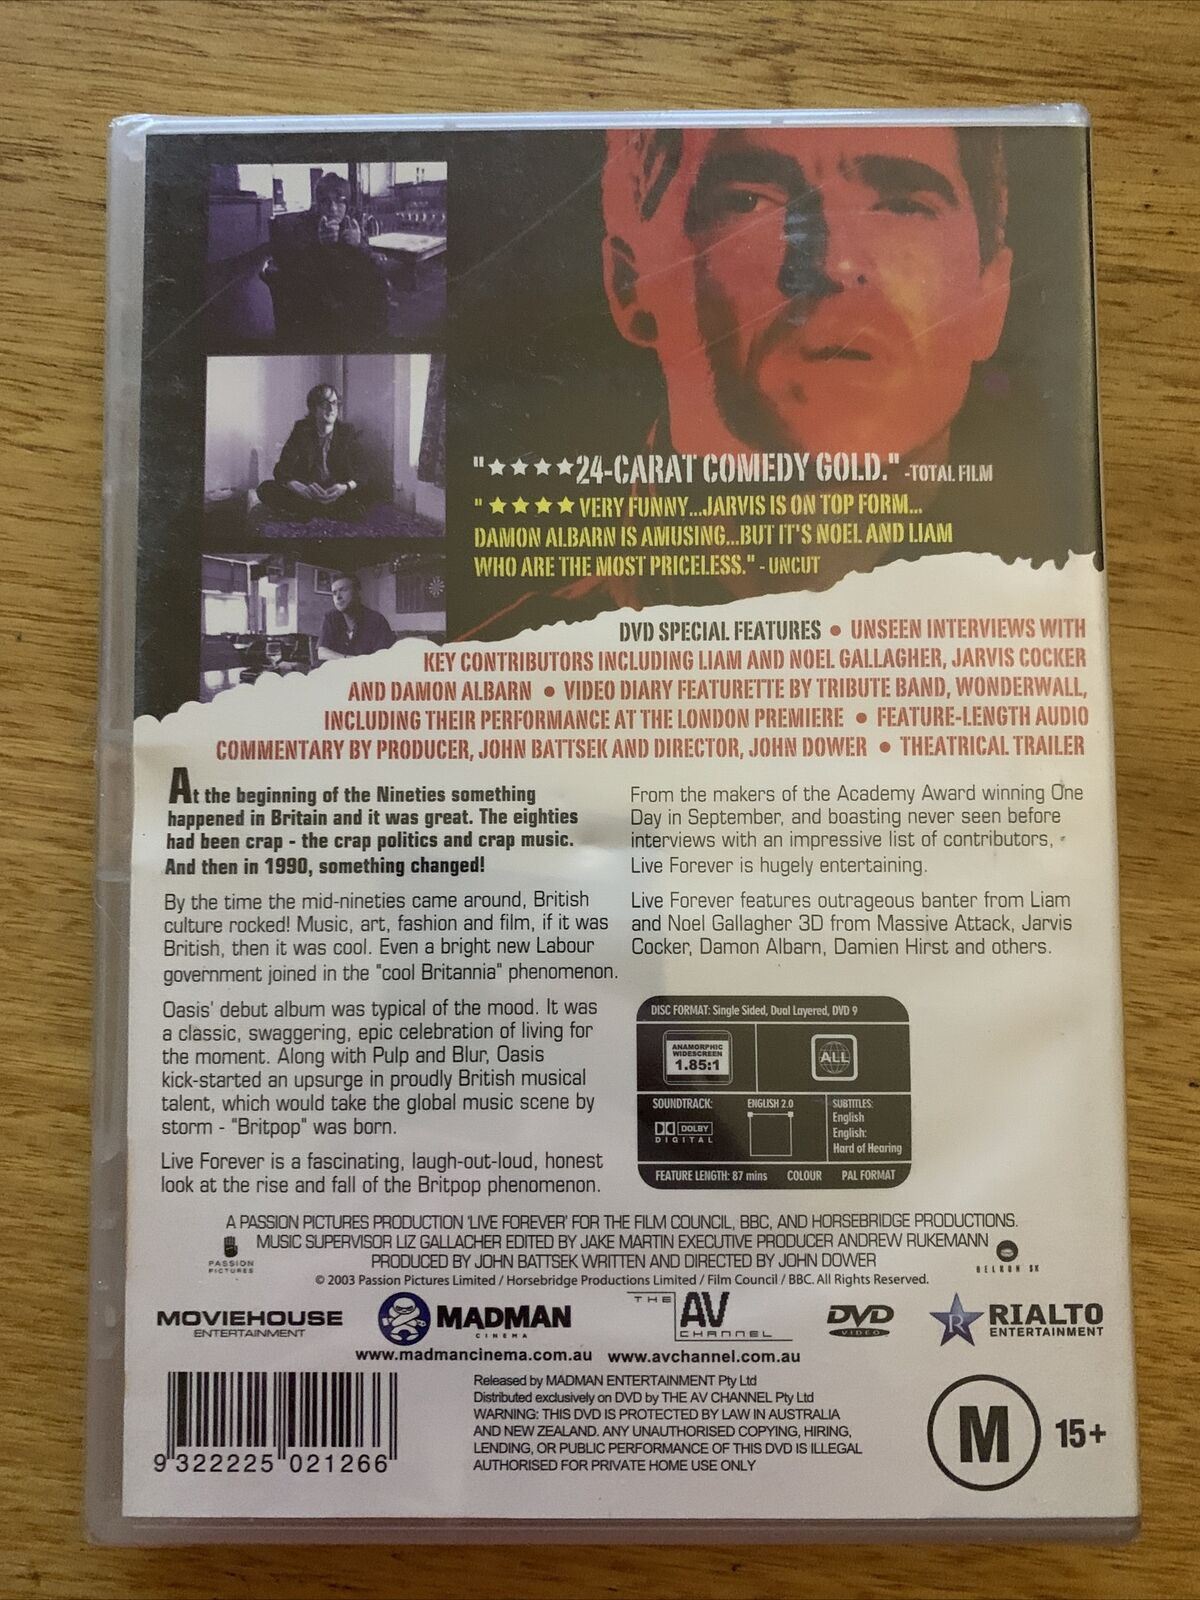 "★★★★24-CARAT COMEDY GOLD." -TOTAL FILM
"★★★★ VERY FUNNY...JARVIS IS ON TOP FORM...
DAMON ALBARN IS AMUSING...BUT IT'S NOEL AND LIAM
WHO ARE THE MOST PRICELESS." - UNCUT
DVD SPECIAL FEATURES • UNSEEN INTERVIEWS WITH
KEY CONTRIBUTORS INCLUDING LIAM AND NOEL GALLAGHER, JARVIS COCKER
AND DAMON ALBARN • VIDEO DIARY FEATURETTE BY TRIBUTE BAND, WONDERWALL,
INCLUDING THEIR PERFORMANCE AT THE LONDON PREMIERE • FEATURE-LENGTH AUDIO
COMMENTARY BY PRODUCER, JOHN BATTSEK AND DIRECTOR, JOHN DOWER • THEATRICAL TRAILER
At the beginning of the Nineties something
happened in Britain and it was great. The eighties
had been crap - the crap politics and crap music.
And then in 1990, something changed!
By the time the mid-nineties came around, British
culture rocked! Music, art, fashion and film, if it was
British, then it was cool. Even a bright new Labour
government joined in the "cool Britannia" phenomenon.
Oasis' debut album was typical of the mood. It was
a classic, swaggering, epic celebration of living for
the moment. Along with Pulp and Blur, Oasis
kick-started an upsurge in proudly British musical
talent, which would take the global music scene by
storm - "Britpop" was born.
Live Forever is a fascinating, laugh-out-loud, honest
look at the rise and fall of the Britpop phenomenon.
From the makers of the Academy Award winning One
Day in September, and boasting never seen before
interviews with an impressive list of contributors,
Live Forever is hugely entertaining.
Live Forever features outrageous banter from Liam
and Noel Gallagher 3D from Massive Attack, Jarvis
Cocker, Damon Albarn, Damien Hirst and others.
DISC FORMAT: Single Sided, Dual Layered, DVD 9
ANAMORPHIC
WIDESCREEN
1.85:1
ALL
SOUNDTRACK:
DOLBY
DIGITAL
ENGLISH 2.0
SUBTITLES:
English
English:
Hard of Hearing
FEATURE LENGTH: 87 mins COLOUR PAL FORMAT
A PASSION PICTURES PRODUCTION 'LIVE FOREVER' FOR THE FILM COUNCIL, BBC, AND HORSEBRIDGE PRODUCTIONS.
MUSIC SUPERVISOR LIZ GALLACHER EDITED BY JAKE MARTIN EXECUTIVE PRODUCER ANDREW RUKEMANN
PRODUCED BY JOHN BATTSEK WRITTEN AND DIRECTED BY JOHN DOWER
PASSION
PICTURES
© 2003 Passion Pictures Limited / Horsebridge Productions Limited / Film Council / BBC. All Rights Reserved.
MOVIEHOUSE
ENTERTAINMENT
MADMAN
CINEMA
THE
AV
CHANNEL
DVD
VIDEO
R
RIALTO
ENTERTAINMENT
www.madmancinema.com.au www.avchannel.com.au
9 322225 021266
Released by MADMAN ENTERTAINMENT Pty Ltd
Distributed exclusively on DVD by THE AV CHANNEL Pty Ltd
WARNING: THIS DVD IS PROTECTED BY LAW IN AUSTRALIA
AND NEW ZEALAND. ANY UNAUTHORISED COPYING, HIRING,
LENDING, OR PUBLIC PERFORMANCE OF THIS DVD IS ILLEGAL
AUTHORISED FOR PRIVATE HOME USE ONLY
M
15+